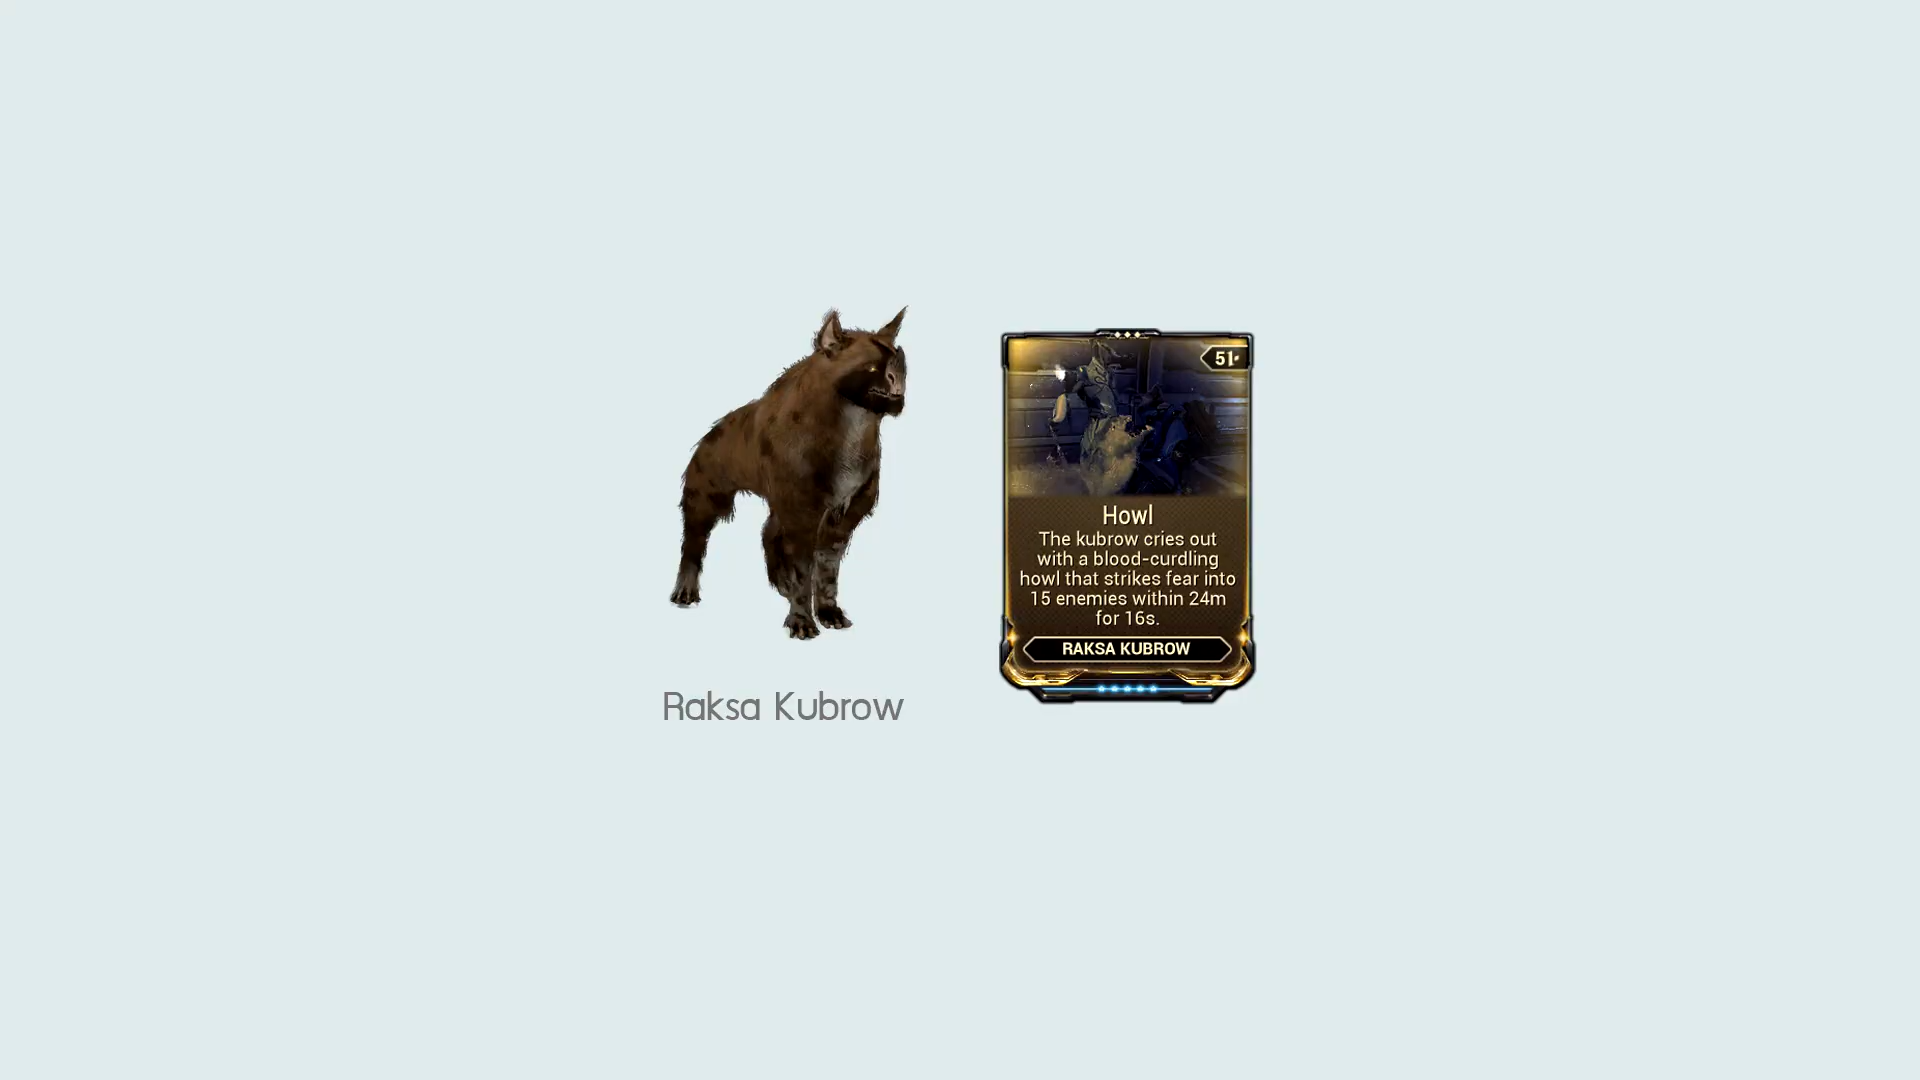 51
Howl
The kubrow cries out
with a blood-curdling
howl that strikes fear into
15 enemies within 24m
for 16s.
RAKSA KUBROW
Raksa Kubrow